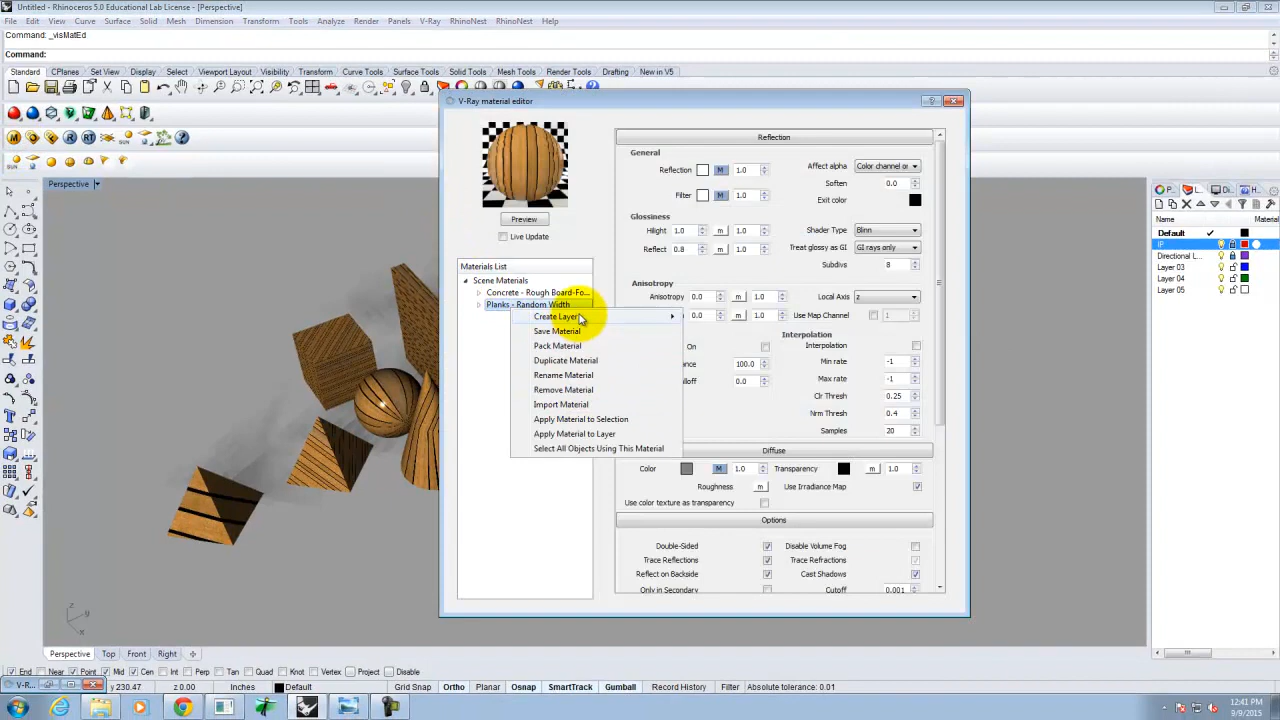 Untitled - Rhinoceros 5.0 Educational Lab License - [Perspective]
File Edit View Curve Surface Solid Mesh Dimension Transform Tools Analyze Render Panels V-Ray RhinoNest RhinoNest Help
Command: _visMatEd
Command:
Standard CPlanes Set View Display Select Viewport Layout Visibility Transform Curve Tools Surface Tools Solid Tools Mesh Tools Render Tools Drafting New in V5
Perspective
V-Ray material editor
Preview
Live Update
Materials List
Scene Materials
Concrete - Rough Board-Fo...
Planks - Random Width
Create Layer
Save Material
Pack Material
Duplicate Material
Rename Material
Remove Material
Import Material
Apply Material to Selection
Apply Material to Layer
Select All Objects Using This Material
Reflection
General
Reflection M 1.0 Affect alpha Color channel or
Soften 0.0
Filter M 1.0 Exit color
Glossiness
Hilight 1.0 m 1.0 Shader Type Blinn
Reflect 0.8 m 1.0 Treat glossy as GI GI rays only
Subdivs 8
Anisotropy
Anisotropy 0.0 m 1.0 Local Axis z
0.0 m 1.0 Use Map Channel 1
Interpolation
On Interpolation
100.0 Min rate -1
0.0 Max rate -1
Clr Thresh 0.25
Nrm Thresh 0.4
Samples 20
Diffuse
Color M 1.0 Transparency m 1.0
Roughness m Use Irradiance Map
Use color texture as transparency
Options
Double-Sided Disable Volume Fog
Trace Reflections Trace Refractions
Reflect on Backside Cast Shadows
Only in Secondary Cutoff 0.001
P... L... Di... H...
Name Material
Default
IP
Directional L...
Layer 03
Layer 04
Layer 05
z
y
x
Perspective Top Front Right
End Near Point Mid Cen Int Perp Tan Quad Knot Vertex Project Disable
V-R... y 230.47 z 0.00 Inches Default Grid Snap Ortho Planar Osnap SmartTrack Gumball Record History Filter Absolute tolerance: 0.01
12:41 PM
9/9/2015